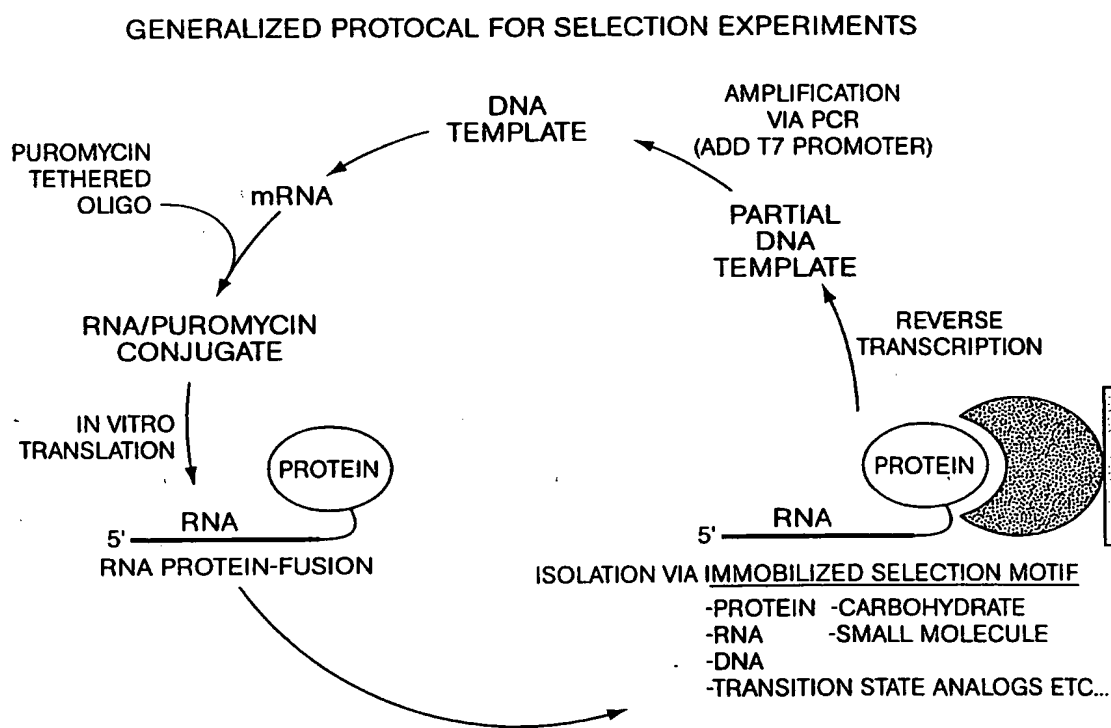 GENERALIZED PROTOCAL FOR SELECTION EXPERIMENTS
DNA
TEMPLATE
AMPLIFICATION
VIA PCR
(ADD T7 PROMOTER)
PUROMYCIN
TETHERED
OLIGO
mRNA
PARTIAL
DNA
TEMPLATE
RNA/PUROMYCIN
CONJUGATE
REVERSE
TRANSCRIPTION
IN VITRO
TRANSLATION
PROTEIN
RNA
5'
RNA PROTEIN-FUSION
PROTEIN
RNA
5'
ISOLATION VIA IMMOBILIZED SELECTION MOTIF
-PROTEIN -CARBOHYDRATE
-RNA -SMALL MOLECULE
-DNA
-TRANSITION STATE ANALOGS ETC...